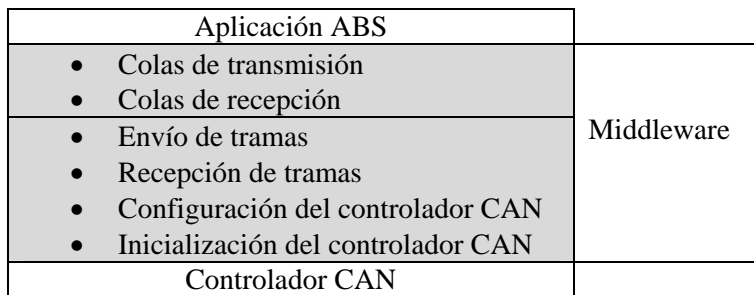 Aplicación ABS
• Colas de transmisión
• Colas de recepción
• Envío de tramas
Middleware
• Recepción de tramas
• Configuración del controlador CAN
• Inicialización del controlador CAN
Controlador CAN